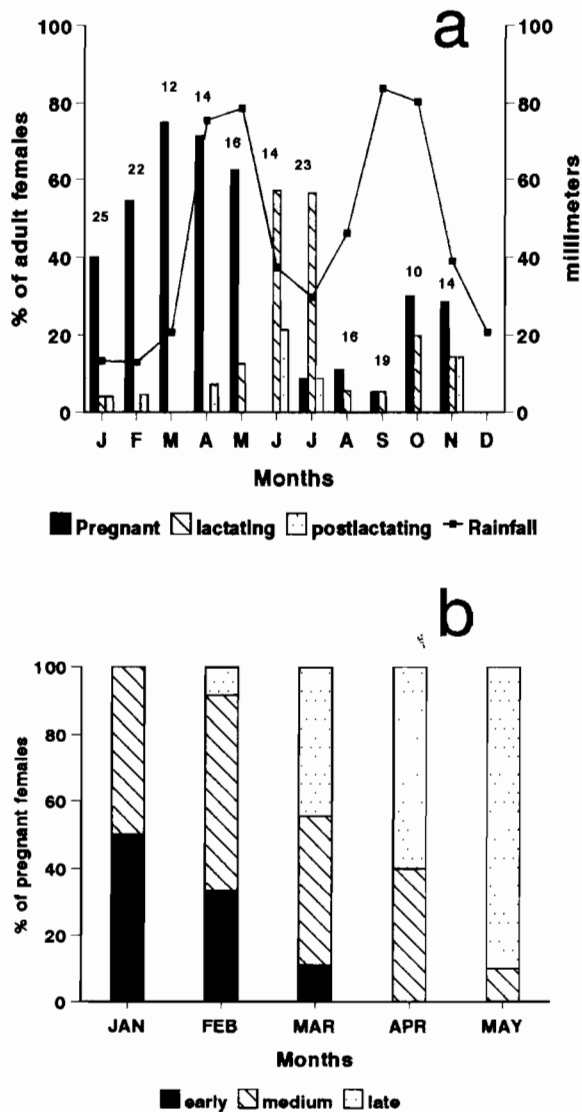 a
100
80
60
40
20
0
% of adult females
100
80
60
40
20
0
millimeters
25
22
12
14
16
14
23
16
19
10
14
J F M A M J J A S O N D
Months
Pregnant lactating postlactating Rainfall
b
100
80
60
40
20
0
% of pregnant females
JAN FEB MAR APR MAY
Months
early medium late